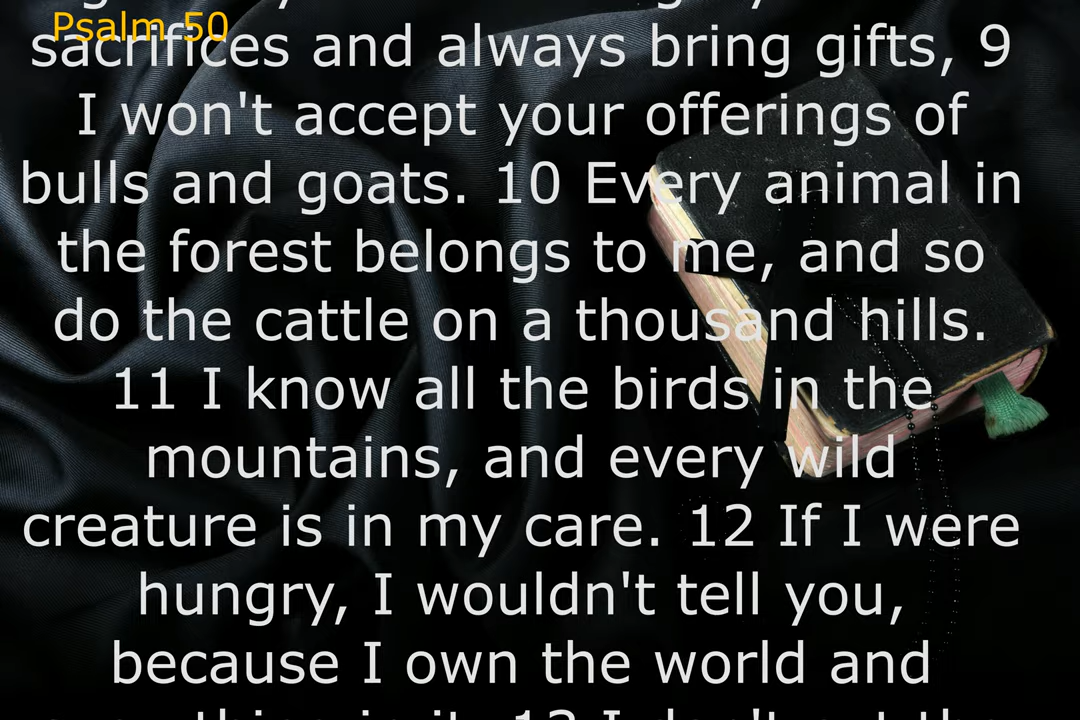 Psalm 50
sacrifices and always bring gifts, 9
I won't accept your offerings of
bulls and goats. 10 Every animal in
the forest belongs to me, and so
do the cattle on a thousand hills.
11 I know all the birds in the
mountains, and every wild
creature is in my care. 12 If I were
hungry, I wouldn't tell you,
because I own the world and